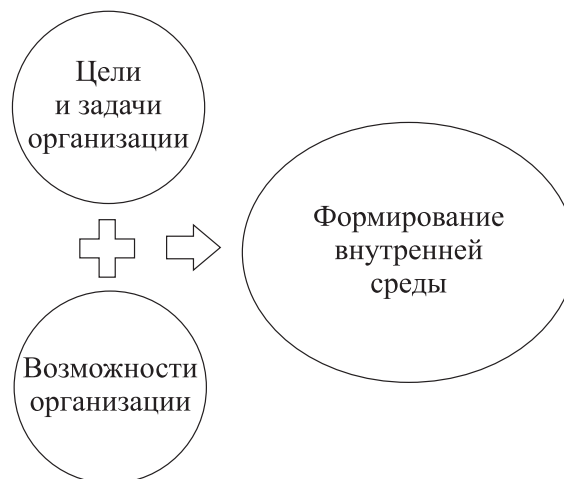 Цели
и задачи
организации
Возможности
организации
Формирование
внутренней
среды